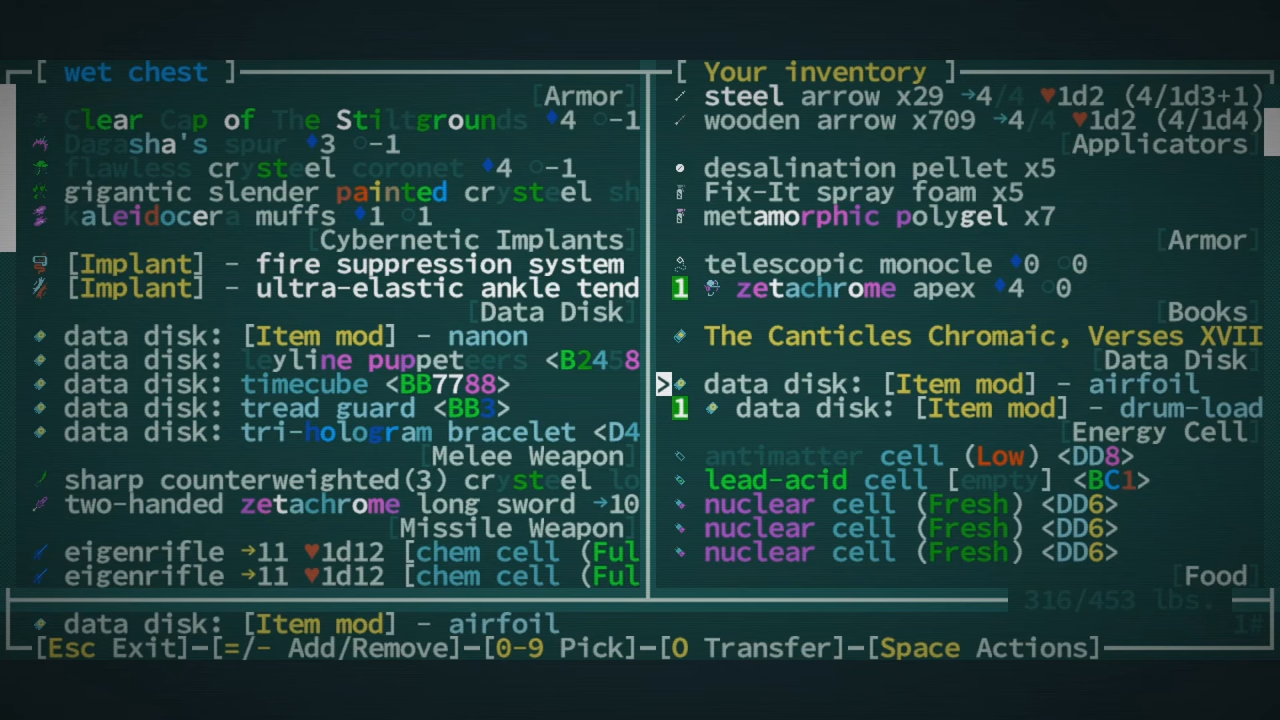 [ wet chest ]
[Armor]
Clear Cap of The Stiltgrounds ♦4 ○-1
Dagasha's spur ♦3 ○-1
flawless crysteel coronet ♦4 ○-1
gigantic slender painted crysteel sh
kaleidocera muffs ♦1 ○1
[Cybernetic Implants]
[Implant] - fire suppression system
[Implant] - ultra-elastic ankle tend
[Data Disk]
data disk: [Item mod] - nanon
data disk: leyline puppeteers <B2458
data disk: timecube <BB7788>
data disk: tread guard <BB3>
data disk: tri-hologram bracelet <D4
[Melee Weapon]
sharp counterweighted(3) crysteel lo
two-handed zetachrome long sword →10
[Missile Weapon]
eigenrifle →11 ♥1d12 [chem cell (Ful
eigenrifle →11 ♥1d12 [chem cell (Ful
[ Your inventory ]
steel arrow x29 →4/4 ♥1d2 (4/1d3+1)
wooden arrow x709 →4/4 ♥1d2 (4/1d4)
[Applicators]
desalination pellet x5
Fix-It spray foam x5
metamorphic polygel x7
[Armor]
telescopic monocle ♦0 ○0
1 zetachrome apex ♦4 ○0
[Books]
The Canticles Chromaic, Verses XVII
[Data Disk]
> data disk: [Item mod] - airfoil
1 data disk: [Item mod] - drum-load
[Energy Cell]
antimatter cell (Low) <DD8>
lead-acid cell [empty] <BC1>
nuclear cell (Fresh) <DD6>
nuclear cell (Fresh) <DD6>
nuclear cell (Fresh) <DD6>
[Food]
316/453 lbs.
data disk: [Item mod] - airfoil
1#
[Esc Exit]-[=/- Add/Remove]-[0-9 Pick]-[O Transfer]-[Space Actions]